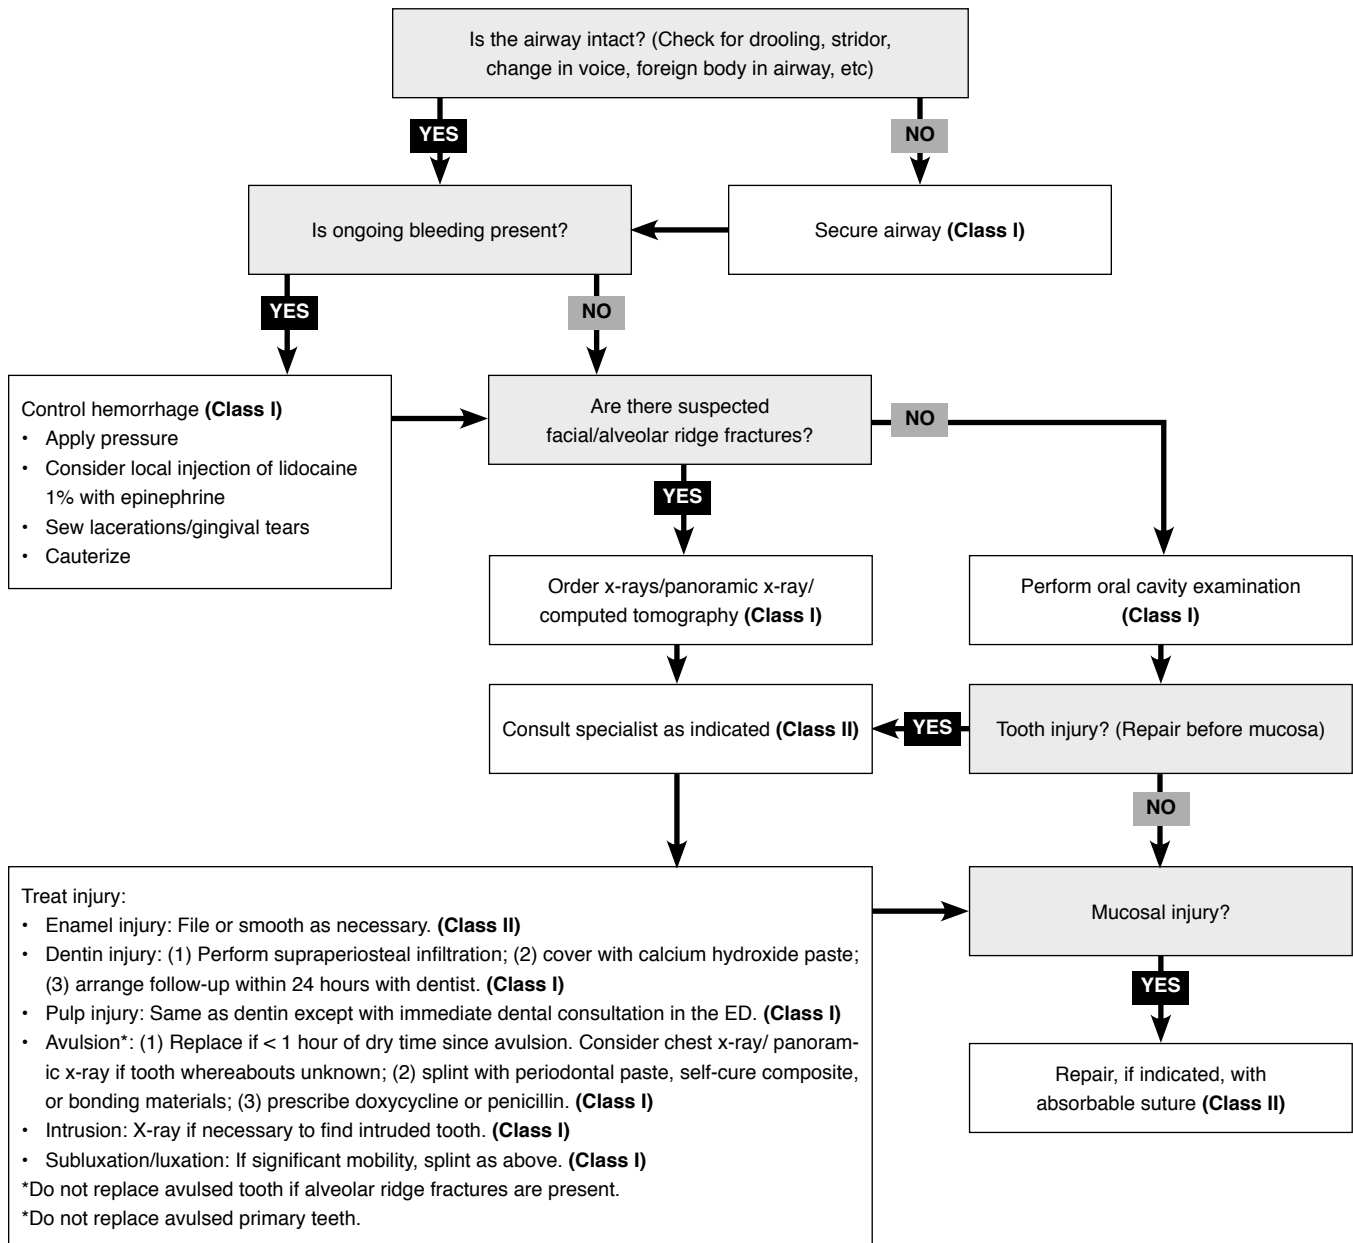 Is the airway intact? (Check for drooling, stridor,
change in voice, foreign body in airway, etc)
YES
NO
Is ongoing bleeding present?
Secure airway (Class I)
YES
NO
Control hemorrhage (Class I)
• Apply pressure
• Consider local injection of lidocaine
1% with epinephrine
• Sew lacerations/gingival tears
• Cauterize
Are there suspected
facial/alveolar ridge fractures?
NO
YES
Order x-rays/panoramic x-ray/
computed tomography (Class I)
Perform oral cavity examination
(Class I)
Consult specialist as indicated (Class II)
YES
Tooth injury? (Repair before mucosa)
NO
Treat injury:
• Enamel injury: File or smooth as necessary. (Class II)
• Dentin injury: (1) Perform supraperiosteal infiltration; (2) cover with calcium hydroxide paste;
(3) arrange follow-up within 24 hours with dentist. (Class I)
• Pulp injury: Same as dentin except with immediate dental consultation in the ED. (Class I)
• Avulsion*: (1) Replace if < 1 hour of dry time since avulsion. Consider chest x-ray/ panoram-
ic x-ray if tooth whereabouts unknown; (2) splint with periodontal paste, self-cure composite,
or bonding materials; (3) prescribe doxycycline or penicillin. (Class I)
• Intrusion: X-ray if necessary to find intruded tooth. (Class I)
• Subluxation/luxation: If significant mobility, splint as above. (Class I)
*Do not replace avulsed tooth if alveolar ridge fractures are present.
*Do not replace avulsed primary teeth.
Mucosal injury?
YES
Repair, if indicated, with
absorbable suture (Class II)